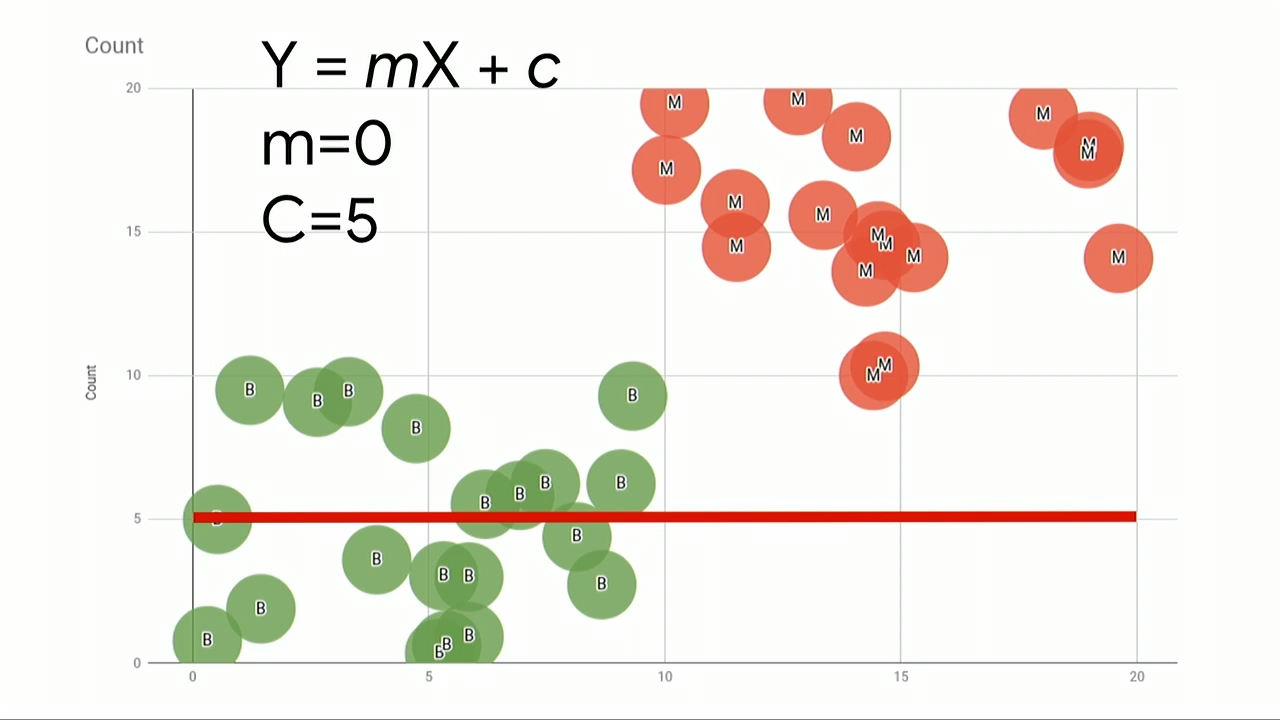 Count
Y = mX + c
m=0
C=5
20
15
10
5
0
Count
0 5 10 15 20
M M M
M M M
M
M M
M M M M
M M
M M
M
B B B B B
B B B B B
B B
B B B B
B B
B B B